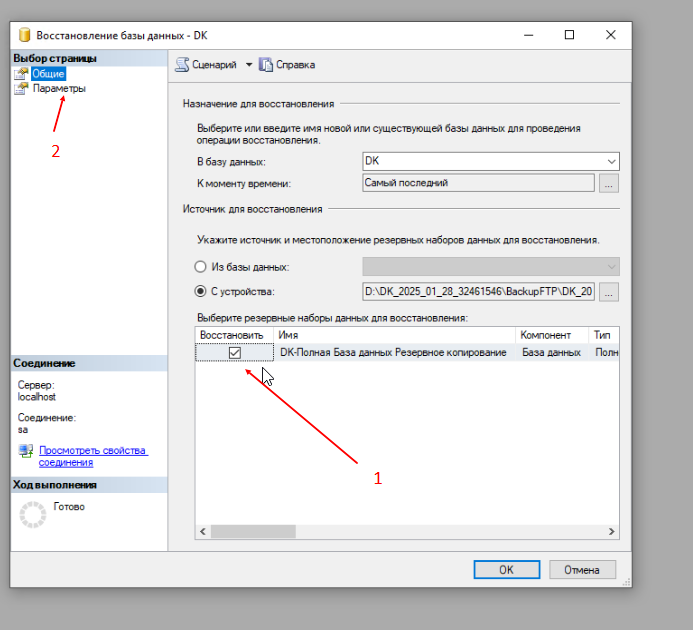 Восстановление базы данных - DK
Выбор страницы
Общие
Параметры
2
Сценарий
Справка
Назначение для восстановления
Выберите или введите имя новой или существующей базы данных для проведения
операции восстановления.
В базу данных:
DK
К моменту времени:
Самый последний
...
Источник для восстановления
Укажите источник и местоположение резервных наборов данных для восстановления.
Из базы данных:
С устройства:
D:\DK_2025_01_28_32461546\BackupFTP\DK_20
...
Выберите резервные наборы данных для восстановления:
Восстановить Имя Компонент Тип
DK-Полная База данных Резервное копирование База данных Полн
1
Соединение
Сервер:
localhost
Соединение:
sa
Просмотреть свойства
соединения
Ход выполнения
Готово
OK
Отмена